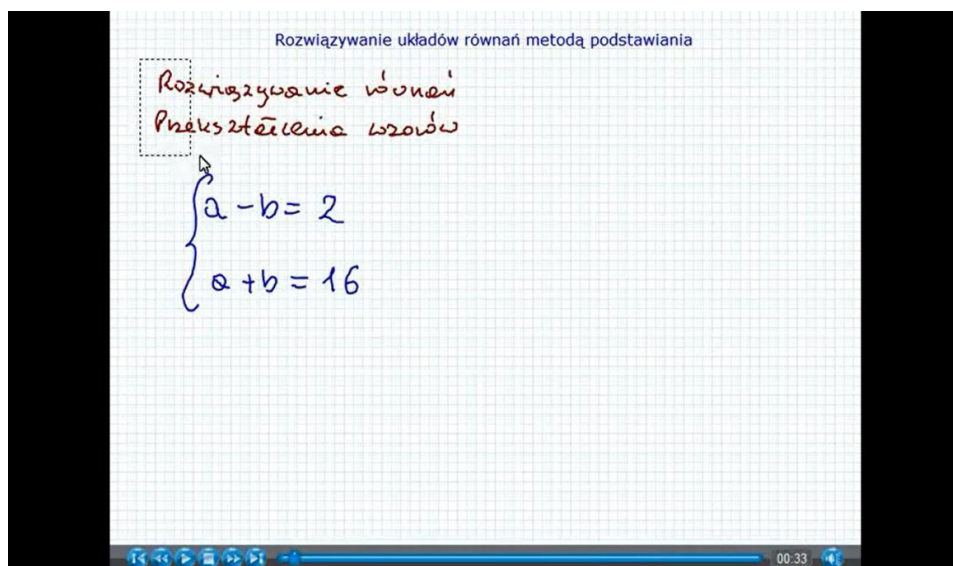 Rozwiązywanie układów równań metodą podstawiania
Rozwiązywanie równań
Przekształcenia wzorów
a - b = 2
a + b = 16
00:33